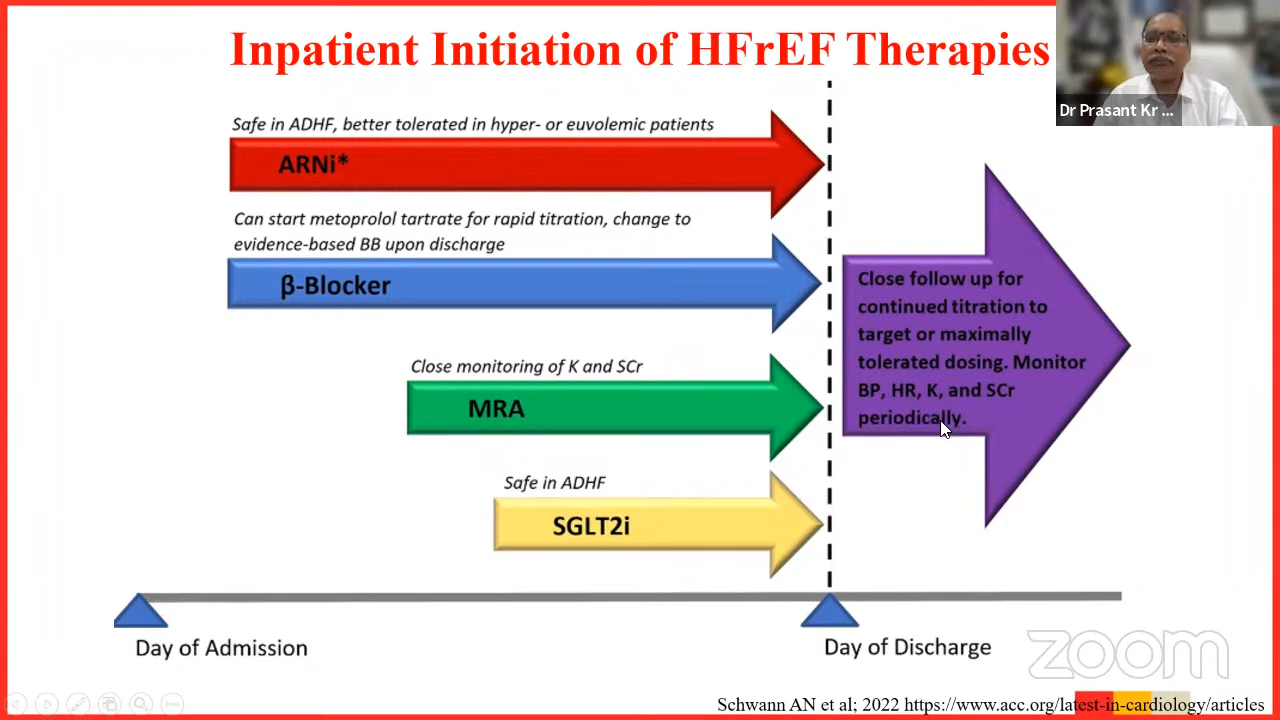 Inpatient Initiation of HFrEF Therapies
Dr Prasant Kr ...
Safe in ADHF, better tolerated in hyper- or euvolemic patients
ARNi*
Can start metoprolol tartrate for rapid titration, change to
evidence-based BB upon discharge
β-Blocker
Close monitoring of K and SCr
MRA
Safe in ADHF
SGLT2i
Close follow up for
continued titration to
target or maximally
tolerated dosing. Monitor
BP, HR, K, and SCr
periodically.
Day of Admission
Day of Discharge
zoom
Schwann AN et al; 2022 https://www.acc.org/latest-in-cardiology/articles